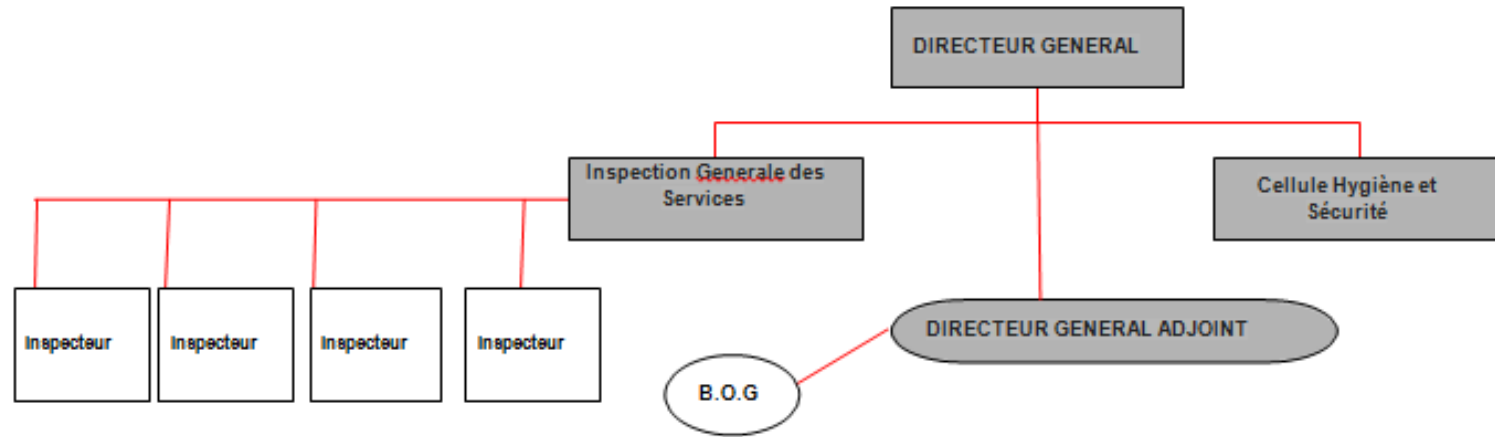 DIRECTEUR GENERAL
Inspection Generale des
Services
Cellule Hygiène et
Sécurité
Inspecteur
Inspecteur
Inspecteur
Inspecteur
DIRECTEUR GENERAL ADJOINT
B.O.G